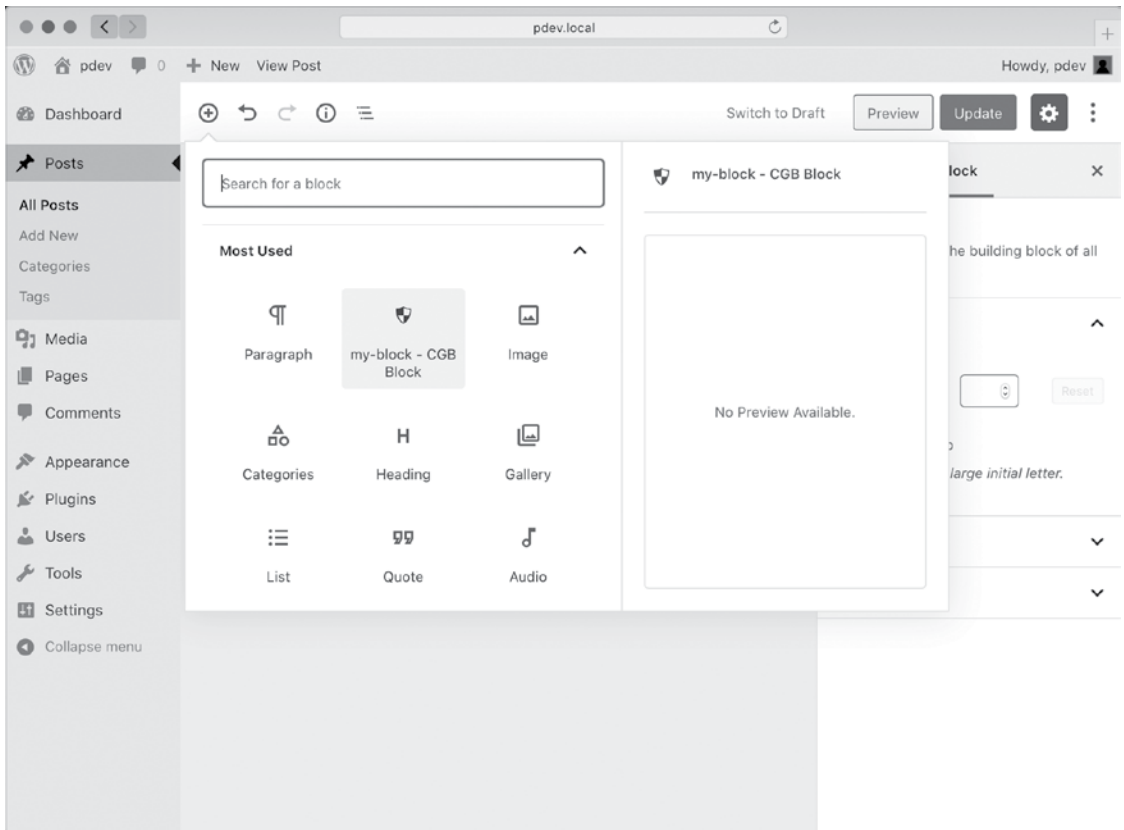 pdev.local
pdev 0 New View Post Howdy, pdev
Dashboard
Posts
All Posts
Add New
Categories
Tags
Media
Pages
Comments
Appearance
Plugins
Users
Tools
Settings
Collapse menu
Switch to Draft Preview Update
Search for a block
Most Used
Paragraph
my-block - CGB
Block
Image
Categories
Heading
Gallery
List
Quote
Audio
my-block - CGB Block
No Preview Available.
lock
he building block of all
Reset
large initial letter.